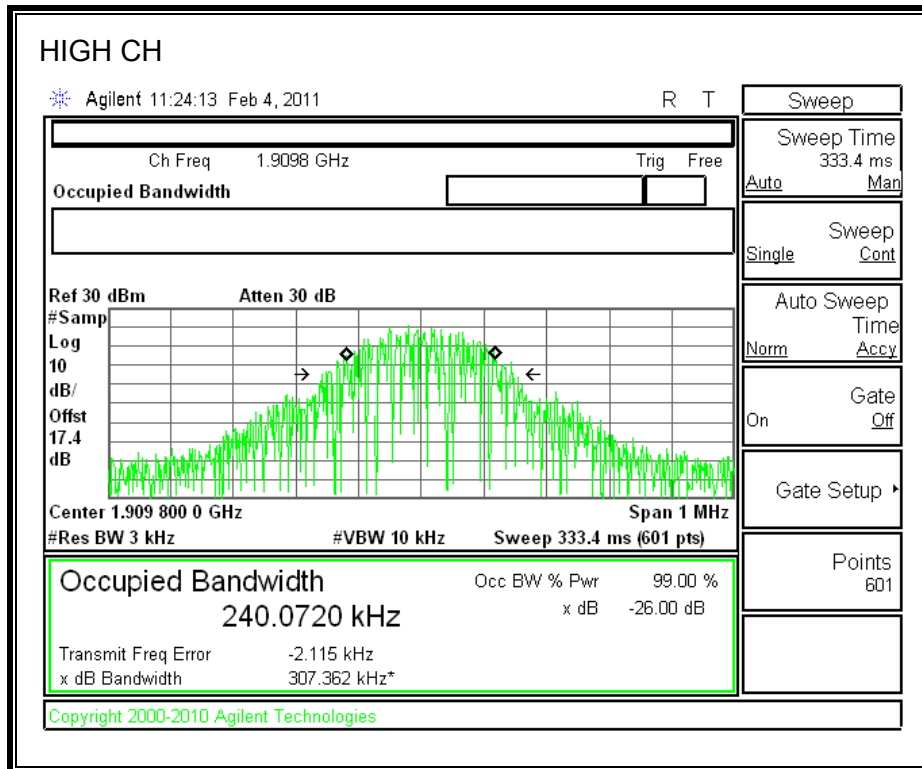 HIGH CH
Agilent 11:24:13 Feb 4, 2011 R T
Ch Freq 1.9098 GHz Trig Free
Occupied Bandwidth
Ref 30 dBm Atten 30 dB
#Samp
Log
10
dB/
Offst
17.4
dB
Center 1.909 800 0 GHz Span 1 MHz
#Res BW 3 kHz #VBW 10 kHz Sweep 333.4 ms (601 pts)
Occupied Bandwidth
240.0720 kHz
Occ BW % Pwr 99.00 %
x dB -26.00 dB
Transmit Freq Error -2.115 kHz
x dB Bandwidth 307.362 kHz*
Copyright 2000-2010 Agilent Technologies
Sweep
Sweep Time
333.4 ms
Auto Man
Sweep
Single Cont
Auto Sweep
Time
Norm Accy
Gate
On Off
Gate Setup
Points
601